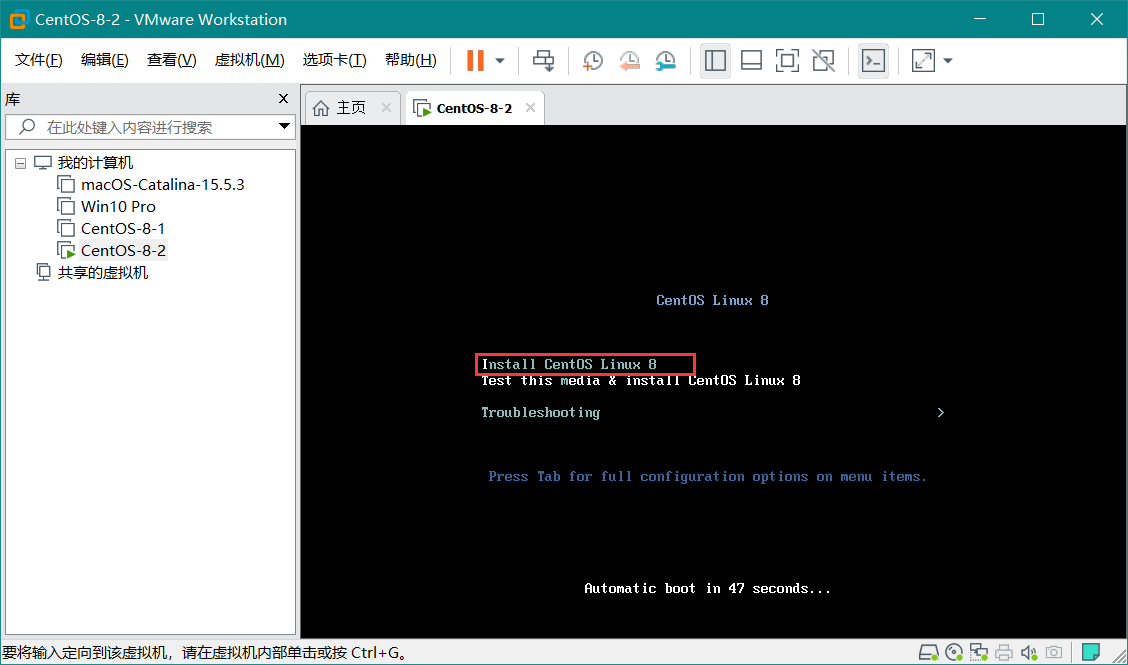 CentOS-8-2 - VMware Workstation
文件(F) 编辑(E) 查看(V) 虚拟机(M) 选项卡(T) 帮助(H)
库
在此处键入内容进行搜索
我的计算机
macOS-Catalina-15.5.3
Win10 Pro
CentOS-8-1
CentOS-8-2
共享的虚拟机
主页
CentOS-8-2
CentOS Linux 8
Install CentOS Linux 8
Test this media & install CentOS Linux 8
Troubleshooting >
Press Tab for full configuration options on menu items.
Automatic boot in 47 seconds...
要将输入定向到该虚拟机，请在虚拟机内部单击或按 Ctrl+G。